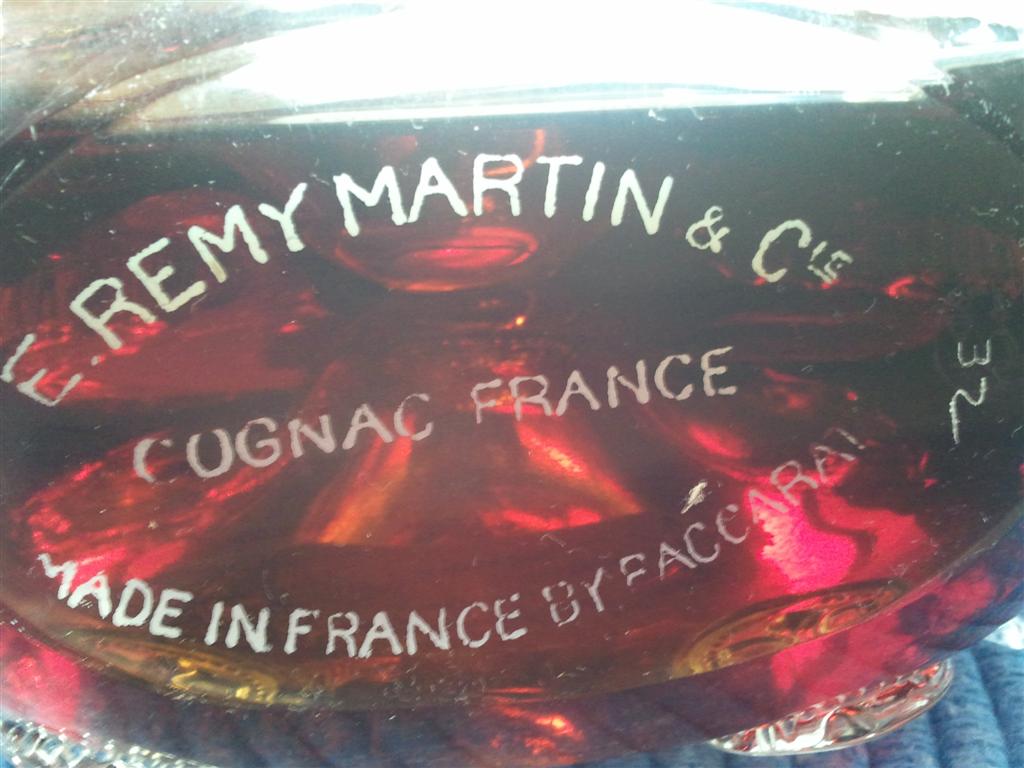 E. REMY MARTIN & Cie
COGNAC FRANCE
MADE IN FRANCE BY BACCARAT
32